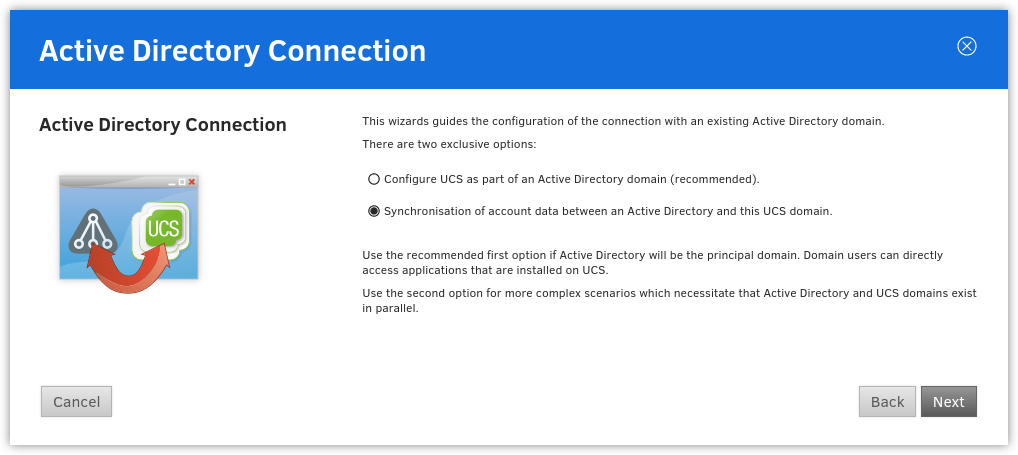 Active Directory Connection
Active Directory Connection
UCS
This wizards guides the configuration of the connection with an existing Active Directory domain.
There are two exclusive options:
Configure UCS as part of an Active Directory domain (recommended).
Synchronisation of account data between an Active Directory and this UCS domain.
Use the recommended first option if Active Directory will be the principal domain. Domain users can directly
access applications that are installed on UCS.
Use the second option for more complex scenarios which necessitate that Active Directory and UCS domains exist
in parallel.
Cancel
Back
Next